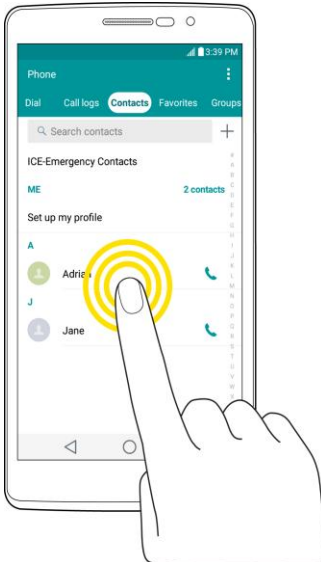 3:39 PM
Phone
Dial Call logs Contacts Favorites Groups
Search contacts
ICE-Emergency Contacts
ME 2 contacts
Set up my profile
A
J
Jane